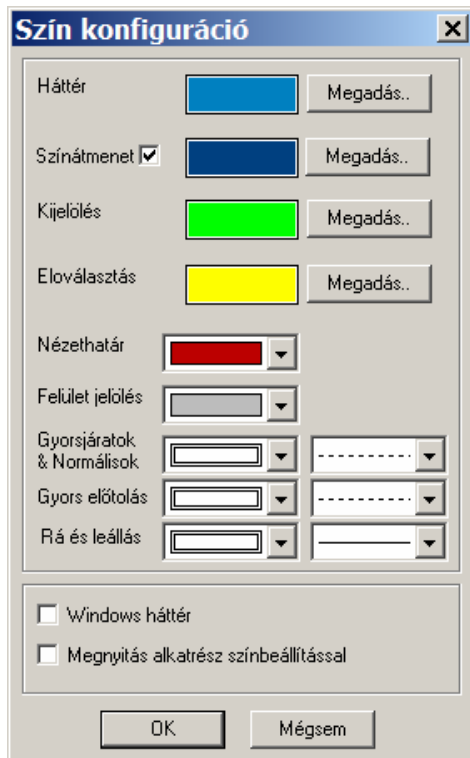 Szín konfiguráció
Háttér
Megadás..
Színátmenet
Megadás..
Kijelölés
Megadás..
Eloválasztás
Megadás..
Nézethatár
Felület jelölés
Gyorsjáratok
& Normálisok
Gyors előtolás
Rá és leállás
Windows háttér
Megnyitás alkatrész színbeállítással
OK
Mégsem